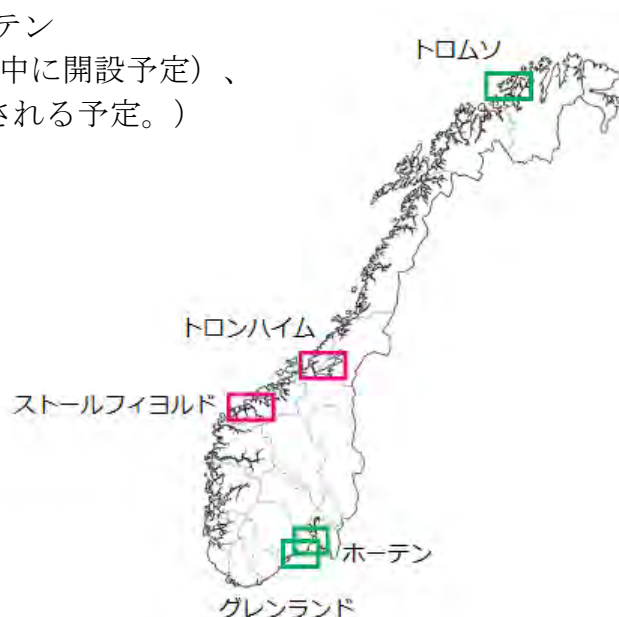 テン
中に開設予定）、
される予定。）
トロムソ
トロンハイム
ストールフィヨルド
ホーテン
グレンランド